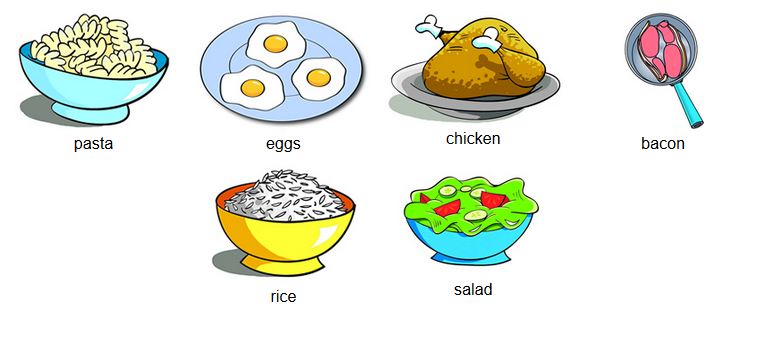 pasta
eggs
chicken
bacon
rice
salad